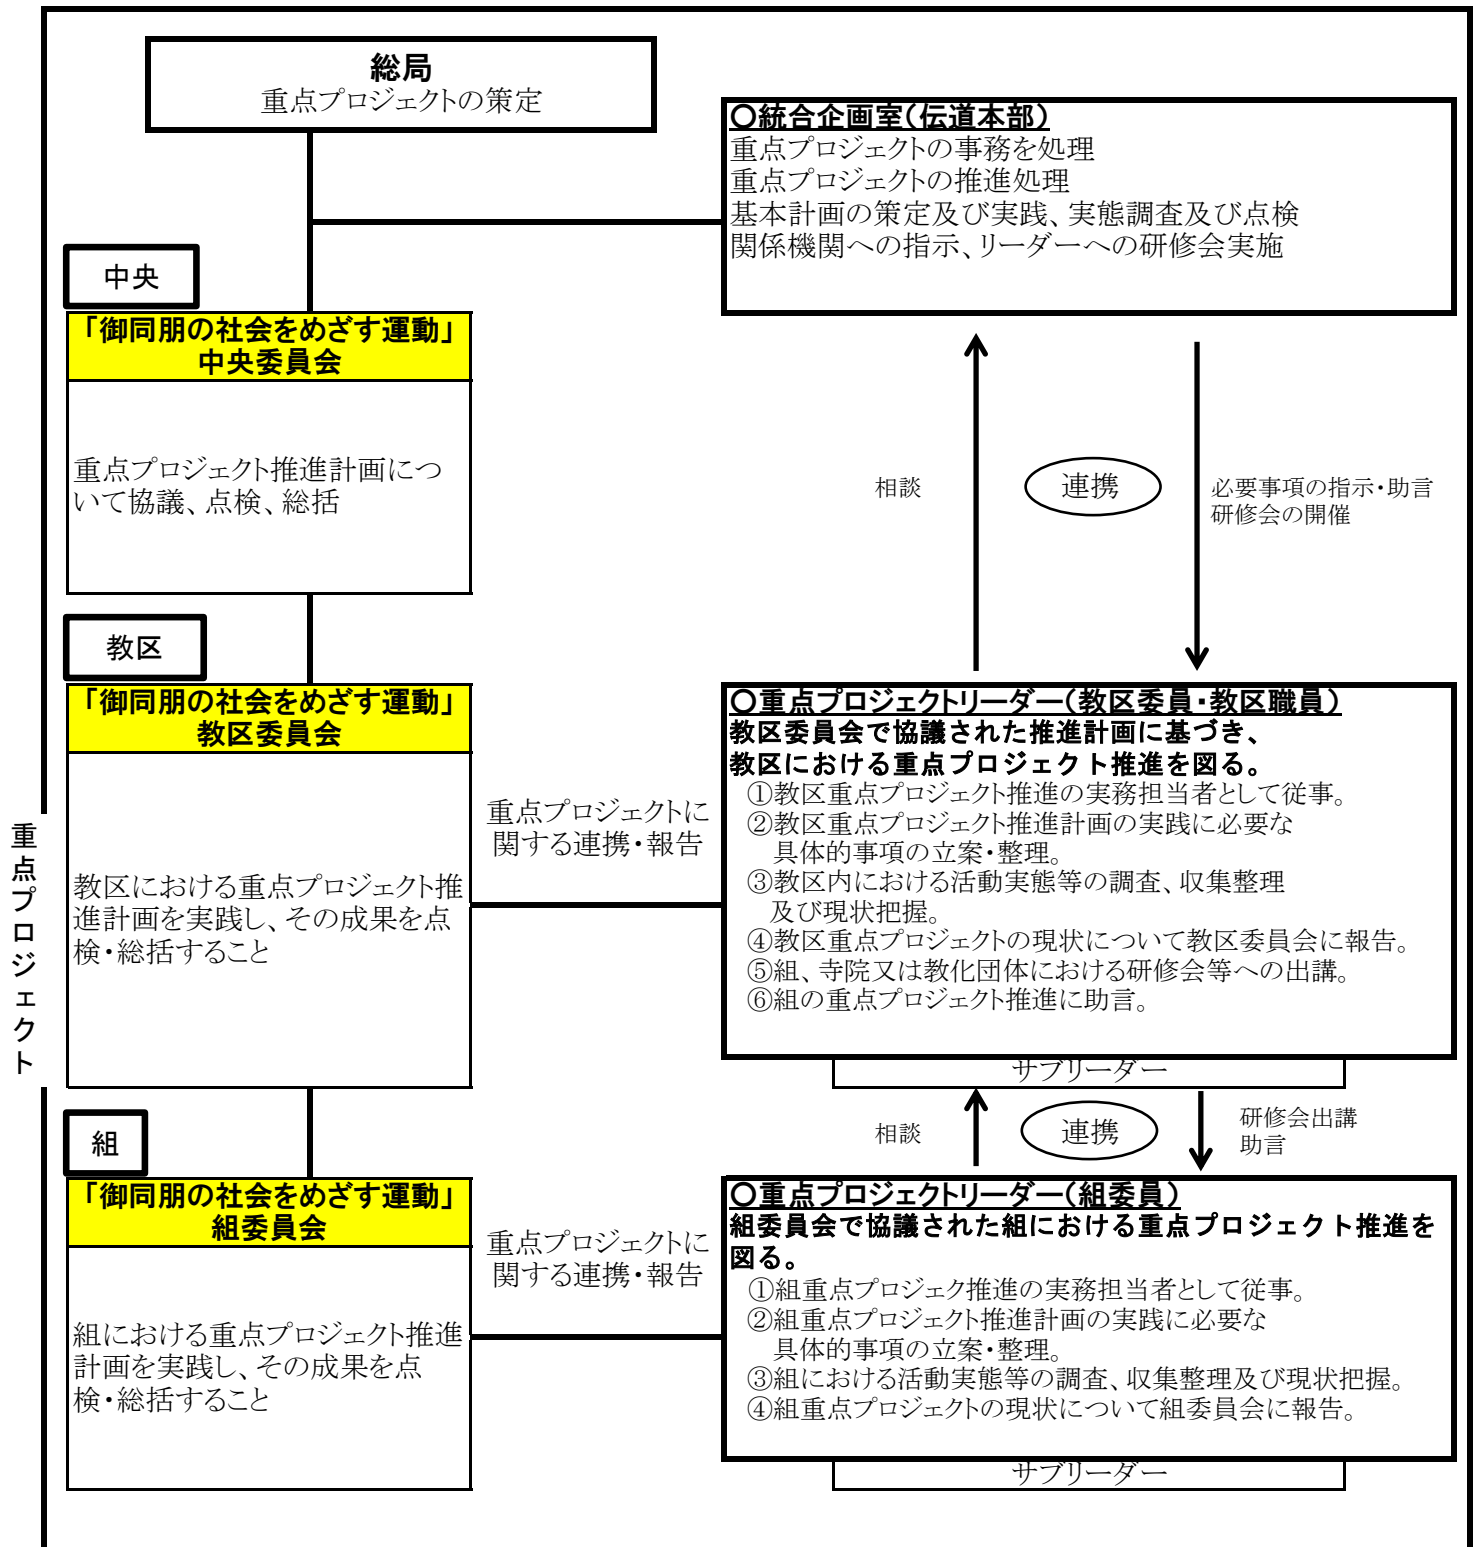 総局
重点プロジェクトの策定
〇統合企画室（伝道本部）
重点プロジェクトの事務を処理
重点プロジェクトの推進処理
基本計画の策定及び実践、実態調査及び点検
関係機関への指示、リーダーへの研修会実施
中央
「御同朋の社会をめざす運動」
中央委員会
重点プロジェクト推進計画につ
いて協議、点検、総括
相談
連携
必要事項の指示・助言
研修会の開催
教区
「御同朋の社会をめざす運動」
教区委員会
教区における重点プロジェクト推
進計画を実践し、その成果を点
検・総括すること
重点プロジェクトに
関する連携・報告
〇重点プロジェクトリーダー（教区委員・教区職員）
教区委員会で協議された推進計画に基づき、
教区における重点プロジェクト推進を図る。
①教区重点プロジェクト推進の実務担当者として従事。
②教区重点プロジェクト推進計画の実践に必要な
具体的事項の立案・整理。
③教区内における活動実態等の調査、収集整理
及び現状把握。
④教区重点プロジェクトの現状について教区委員会に報告。
⑤組、寺院又は教化団体における研修会等への出講。
⑥組の重点プロジェクト推進に助言。
サブリーダー
重点プロジェクト
相談
連携
研修会出講
助言
組
「御同朋の社会をめざす運動」
組委員会
組における重点プロジェクト推進
計画を実践し、その成果を点
検・総括すること
重点プロジェクトに
関する連携・報告
〇重点プロジェクトリーダー（組委員）
組委員会で協議された組における重点プロジェクト推進を
図る。
①組重点プロジェク推進の実務担当者として従事。
②組重点プロジェクト推進計画の実践に必要な
具体的事項の立案・整理。
③組における活動実態等の調査、収集整理及び現状把握。
④組重点プロジェクトの現状について組委員会に報告。
サブリーダー